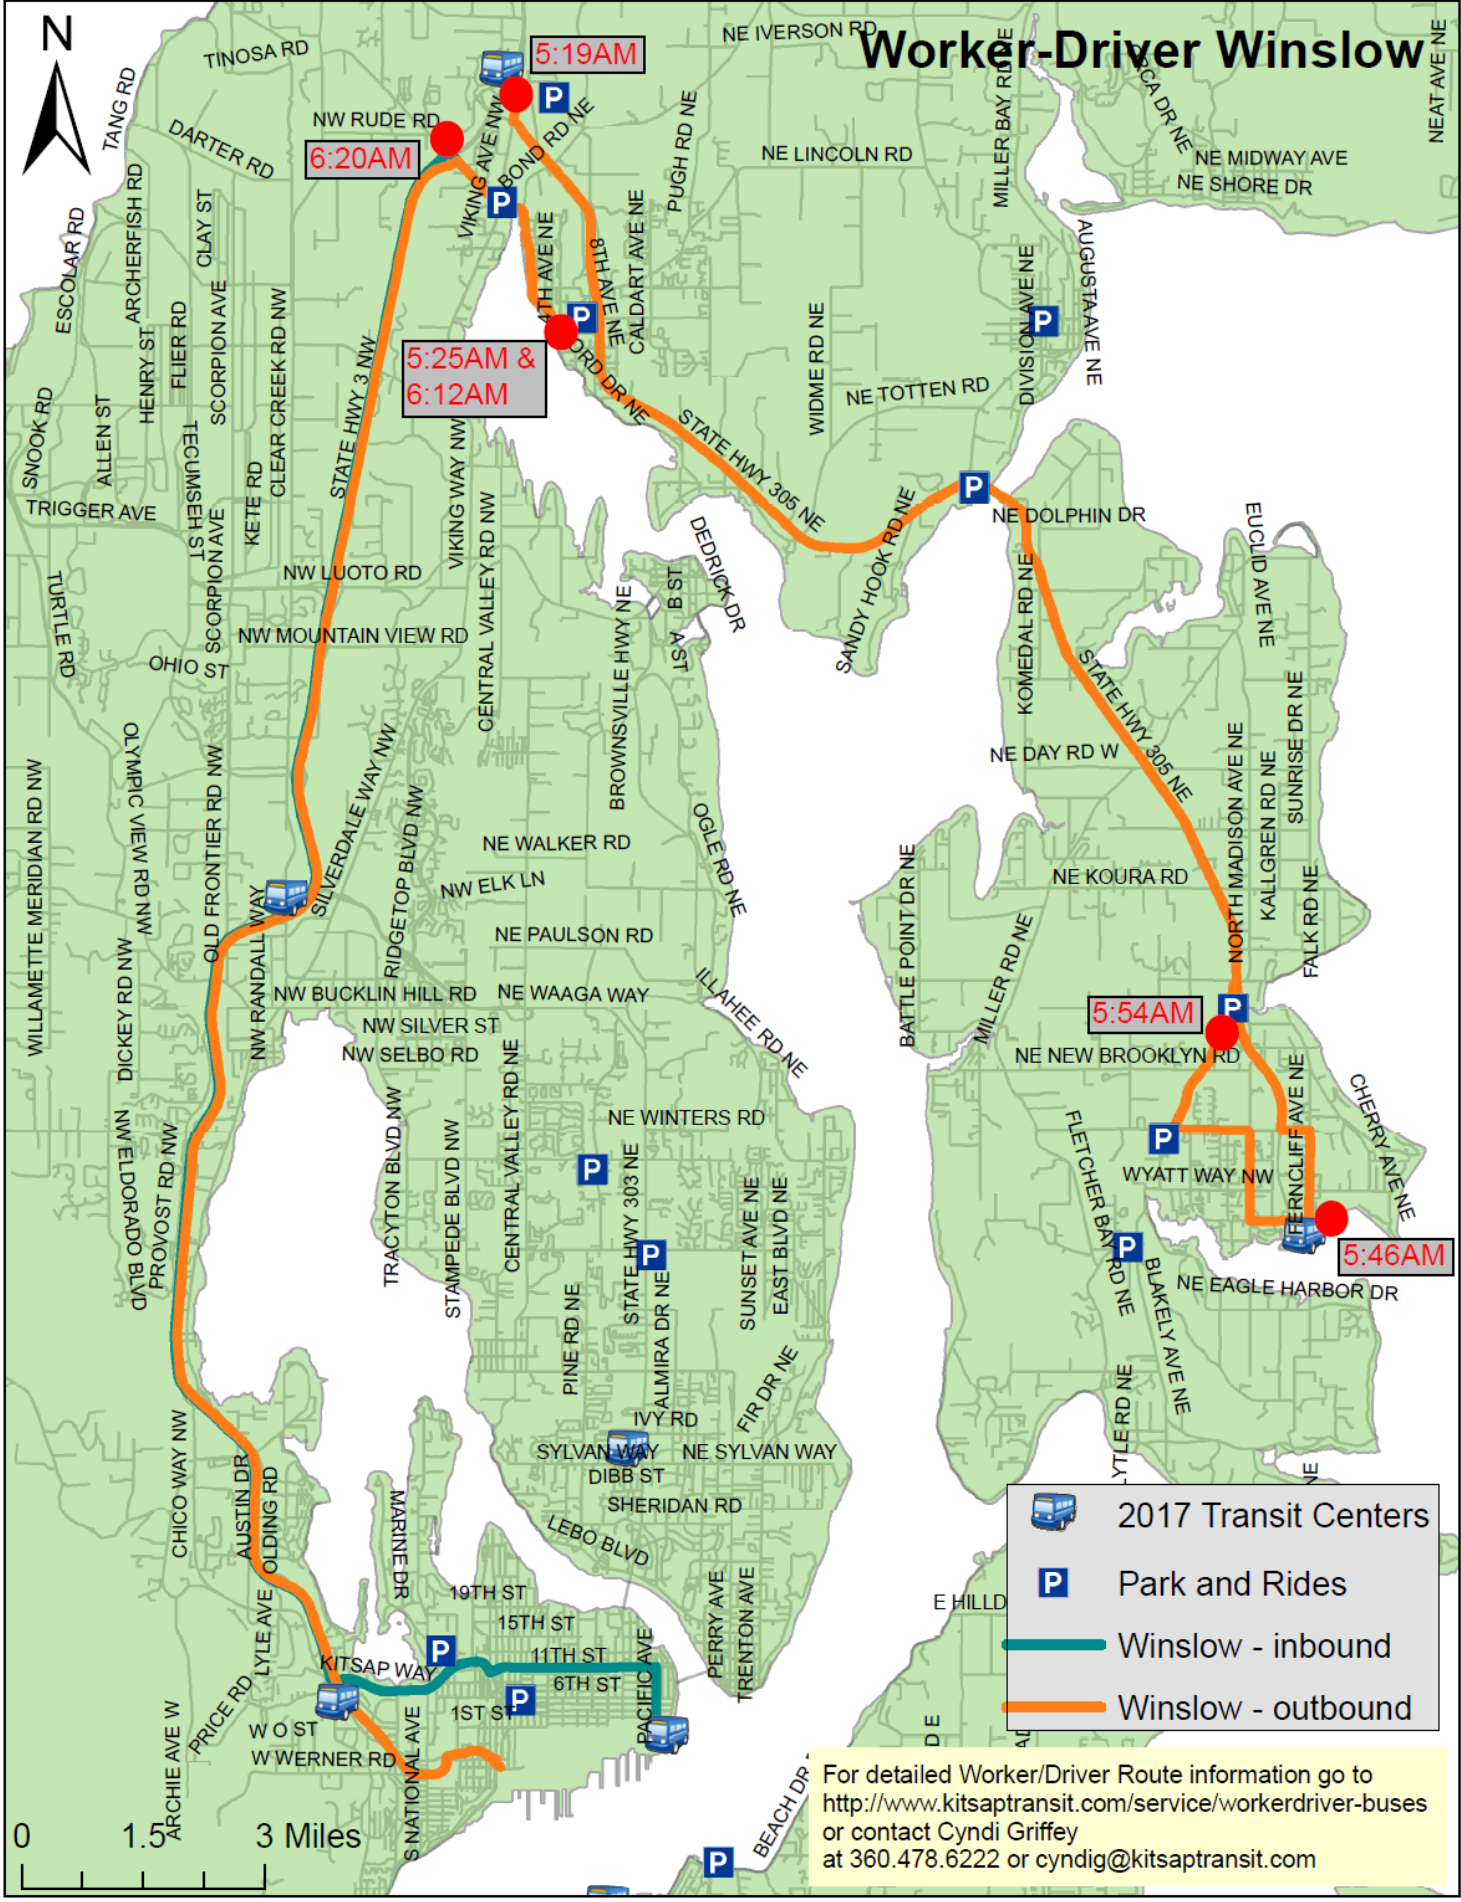 N
Worker-Driver Winslow
5:19AM
NE IVERSON RD
TINOSA RD
TANG RD
MILLER BAY RD NE
NEAT AVE NE
NW RUDE RD
DARTER RD
6:20AM
VIKING AVE NW
BOND RD NE
PUGH RD NE
NE LINCOLN RD
NE MIDWAY AVE
NE SHORE DR
ARCHERFISH RD
CLAY ST
ESCOLAR RD
4TH AVE NE
8TH AVE NE
CALDART AVE NE
AUGUSTA AVE NE
DIVISION AVE NE
HENRY ST
FLIER RD
SCORPION AVE
CLEAR CREEK RD NW
STATE HWY 3 NW
5:25AM &
6:12AM
ORD DR NE
WIDME RD NE
NE TOTTEN RD
SNOOK RD
ALLEN ST
TECUMSEH ST
SCORPION AVE
KETE RD
TRIGGER AVE
VIKING WAY NW
CENTRAL VALLEY RD NW
STATE HWY 305 NE
SANDY HOOK RD NE
NE DOLPHIN DR
EUCLID AVE NE
DEDRICK DR
NW LUOTO RD
TURTLE RD
B ST
A ST
BROWNSVILLE HWY NE
KOMEDAL RD NE
NW MOUNTAIN VIEW RD
OHIO ST
STATE HWY 305 NE
SUNRISE DR NE
NE DAY RD W
NORTH MADISON AVE NE
KALLGREN RD NE
OLYMPIC VIEW RD NW
WILLAMETTE MERIDIAN RD NW
OLD FRONTIER RD NW
SILVERDALE WAY NW
RIDGETOP BLVD NW
NE WALKER RD
OGLE RD NE
NW ELK LN
NE KOURA RD
BATTLE POINT DR NE
FALK RD NE
NW RANDALL WAY
NE PAULSON RD
DICKEY RD NW
NW BUCKLIN HILL RD
NE WAAGA WAY
ILLAHEE RD NE
MILLER RD NE
5:54AM
NW SILVER ST
NW SELBO RD
NE NEW BROOKLYN RD
TRACYTON BLVD NW
STAMPEDE BLVD NW
CENTRAL VALLEY RD NE
NE WINTERS RD
FERNCLIFF AVE NE
CHERRY AVE NE
NW ELDORADO BLVD
PROVOST RD NW
FLETCHER BAY RD NE
WYATT WAY NW
STATE HWY 303 NE
SUNSET AVE NE
EAST BLVD NE
5:46AM
NE EAGLE HARBOR DR
BLAKELY AVE NE
PINE RD NE
ALMIRA DR NE
FIR DR NE
IVY RD
SYLVAN WAY
NE SYLVAN WAY
DIBB ST
SHERIDAN RD
LEBO BLVD
LYTLE RD NE
NE
CHICO WAY NW
AUSTIN DR
OLDING RD
MARINE DR
2017 Transit Centers
P
Park and Rides
Winslow - inbound
Winslow - outbound
E HILLD
19TH ST
15TH ST
11TH ST
6TH ST
1ST ST
PERRY AVE
TRENTON AVE
PACIFIC AVE
LYLE AVE
KITSAP WAY
PRICE RD
W O ST
W WERNER RD
ARCHIE AVE W
S NATIONAL AVE
D E
BEACH DR
For detailed Worker/Driver Route information go to
http://www.kitsaptransit.com/service/workerdriver-buses
or contact Cyndi Griffey
at 360.478.6222 or cyndig@kitsaptransit.com
0 1.5 3 Miles